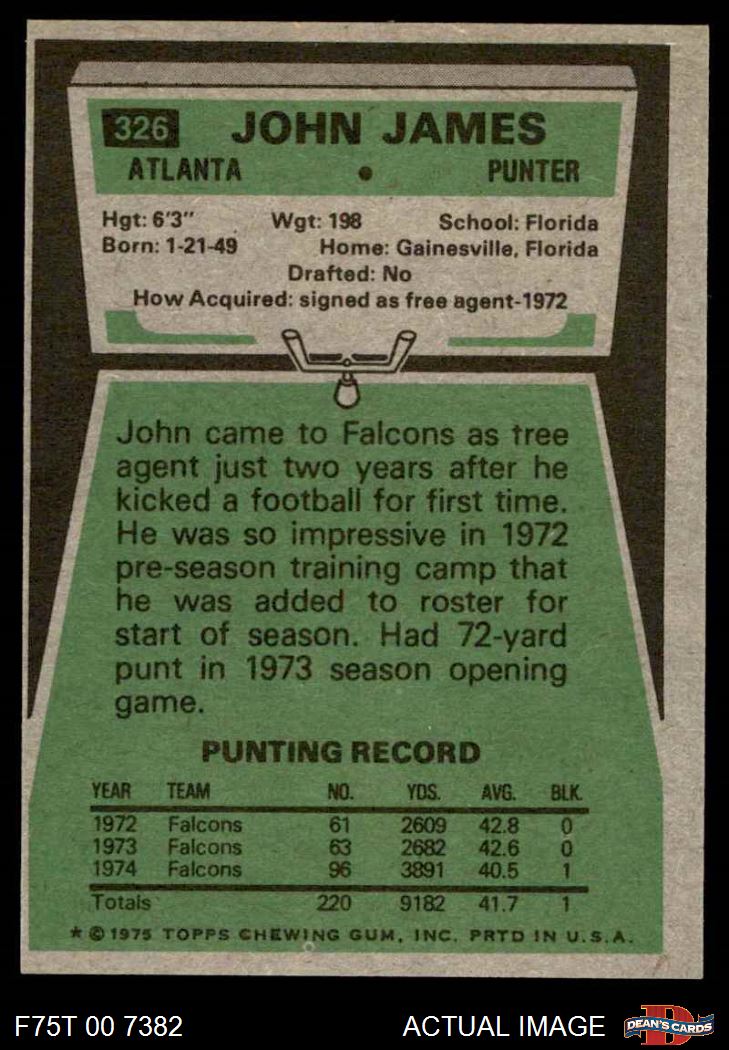 326 JOHN JAMES
ATLANTA • PUNTER
Hgt: 6'3" Wgt: 198 School: Florida
Born: 1-21-49 Home: Gainesville, Florida
Drafted: No
How Acquired: signed as free agent-1972
John came to Falcons as free
agent just two years after he
kicked a football for first time.
He was so impressive in 1972
pre-season training camp that
he was added to roster for
start of season. Had 72-yard
punt in 1973 season opening
game.
PUNTING RECORD
YEAR TEAM NO. YDS. AVG. BLK.
1972 Falcons 61 2609 42.8 0
1973 Falcons 63 2682 42.6 0
1974 Falcons 96 3891 40.5 1
Totals 220 9182 41.7 1
* © 1975 TOPPS CHEWING GUM, INC. PRTD IN U.S.A.
F75T 00 7382 ACTUAL IMAGE D DEAN'S CARDS